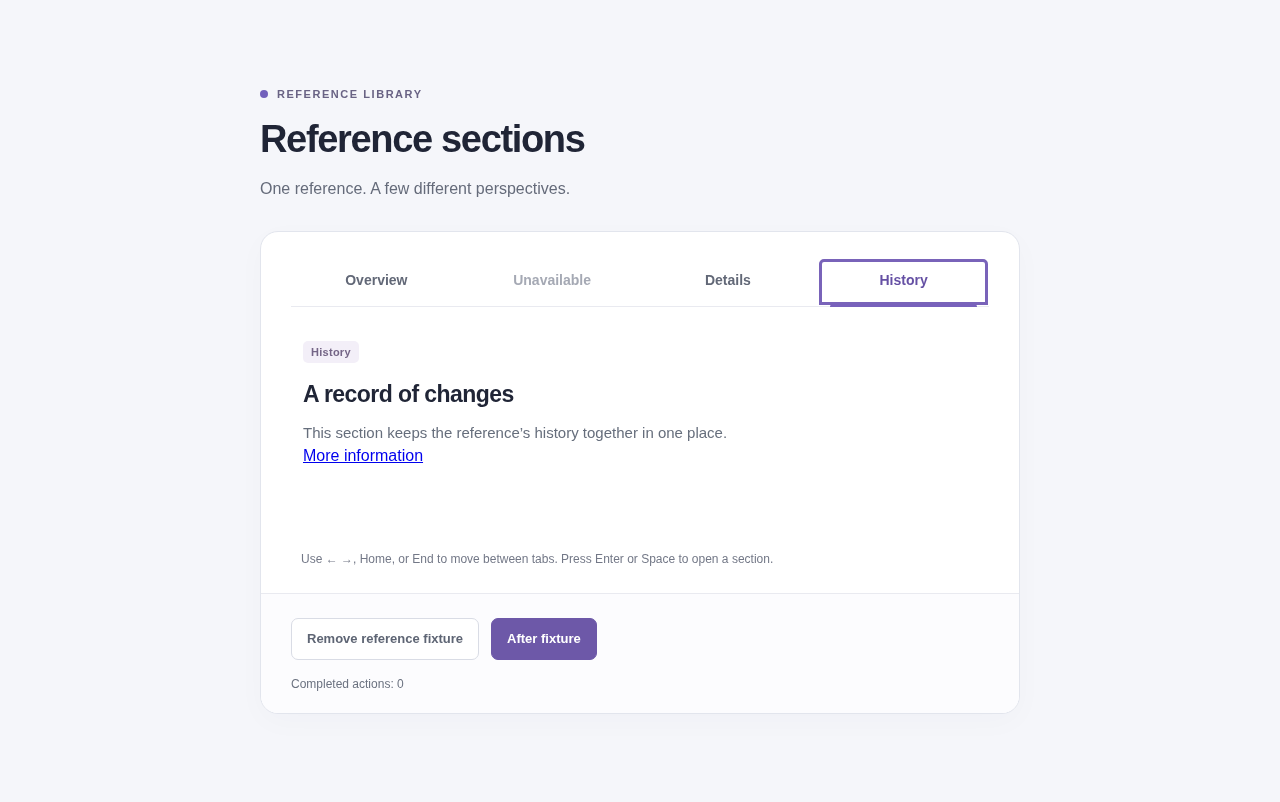 REFERENCE LIBRARY
Reference sections
One reference. A few different perspectives.
Overview Unavailable Details History
History
A record of changes
This section keeps the reference’s history together in one place.
More information
Use ← →, Home, or End to move between tabs. Press Enter or Space to open a section.
Remove reference fixture After fixture
Completed actions: 0